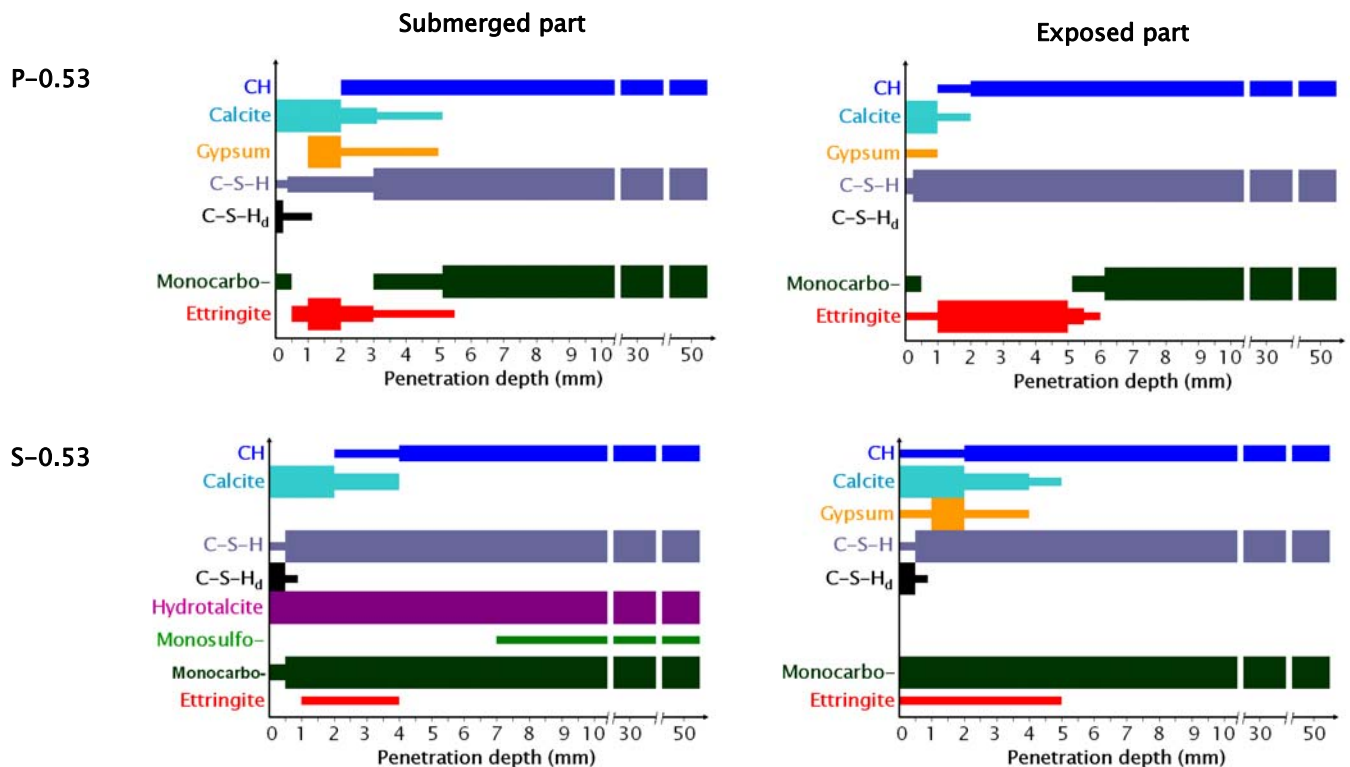 Submerged part
Exposed part
P-0.53
CH
Calcite
Gypsum
C-S-H
C-S-Hd
Monocarbo-
Ettringite
0 1 2 3 4 5 6 7 8 9 10 30 50
Penetration depth (mm)
CH
Calcite
Gypsum
C-S-H
C-S-Hd
Monocarbo-
Ettringite
0 1 2 3 4 5 6 7 8 9 10 30 50
Penetration depth (mm)
S-0.53
CH
Calcite
C-S-H
C-S-Hd
Hydrotalcite
Monosulfo-
Monocarbo-
Ettringite
0 1 2 3 4 5 6 7 8 9 10 30 50
Penetration depth (mm)
CH
Calcite
Gypsum
C-S-H
C-S-Hd
Monocarbo-
Ettringite
0 1 2 3 4 5 6 7 8 9 10 30 50
Penetration depth (mm)